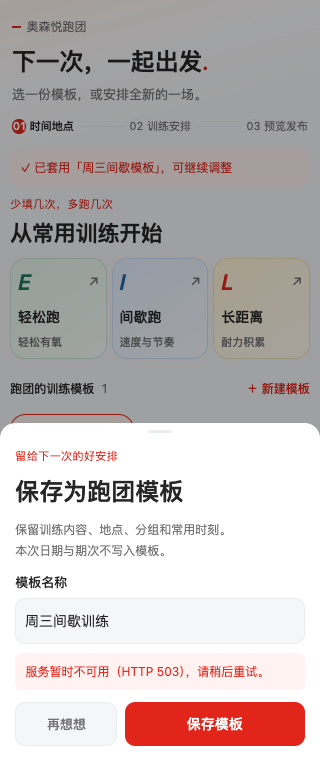 奥森悦跑团
下一次，一起出发.
选一份模板，或安排全新的一场。
01 时间地点
02 训练安排
03 预览发布
✓ 已套用「周三间歇模板」，可继续调整
少填几次，多跑几次
从常用训练开始
E ↗
轻松跑
轻松有氧
I ↗
间歇跑
速度与节奏
L ↗
长距离
耐力积累
跑团的训练模板 1
+ 新建模板
留给下一次的好安排
保存为跑团模板
保留训练内容、地点、分组和常用时刻。
本次日期与期次不写入模板。
模板名称
周三间歇训练
服务暂时不可用（HTTP 503），请稍后重试。
再想想
保存模板